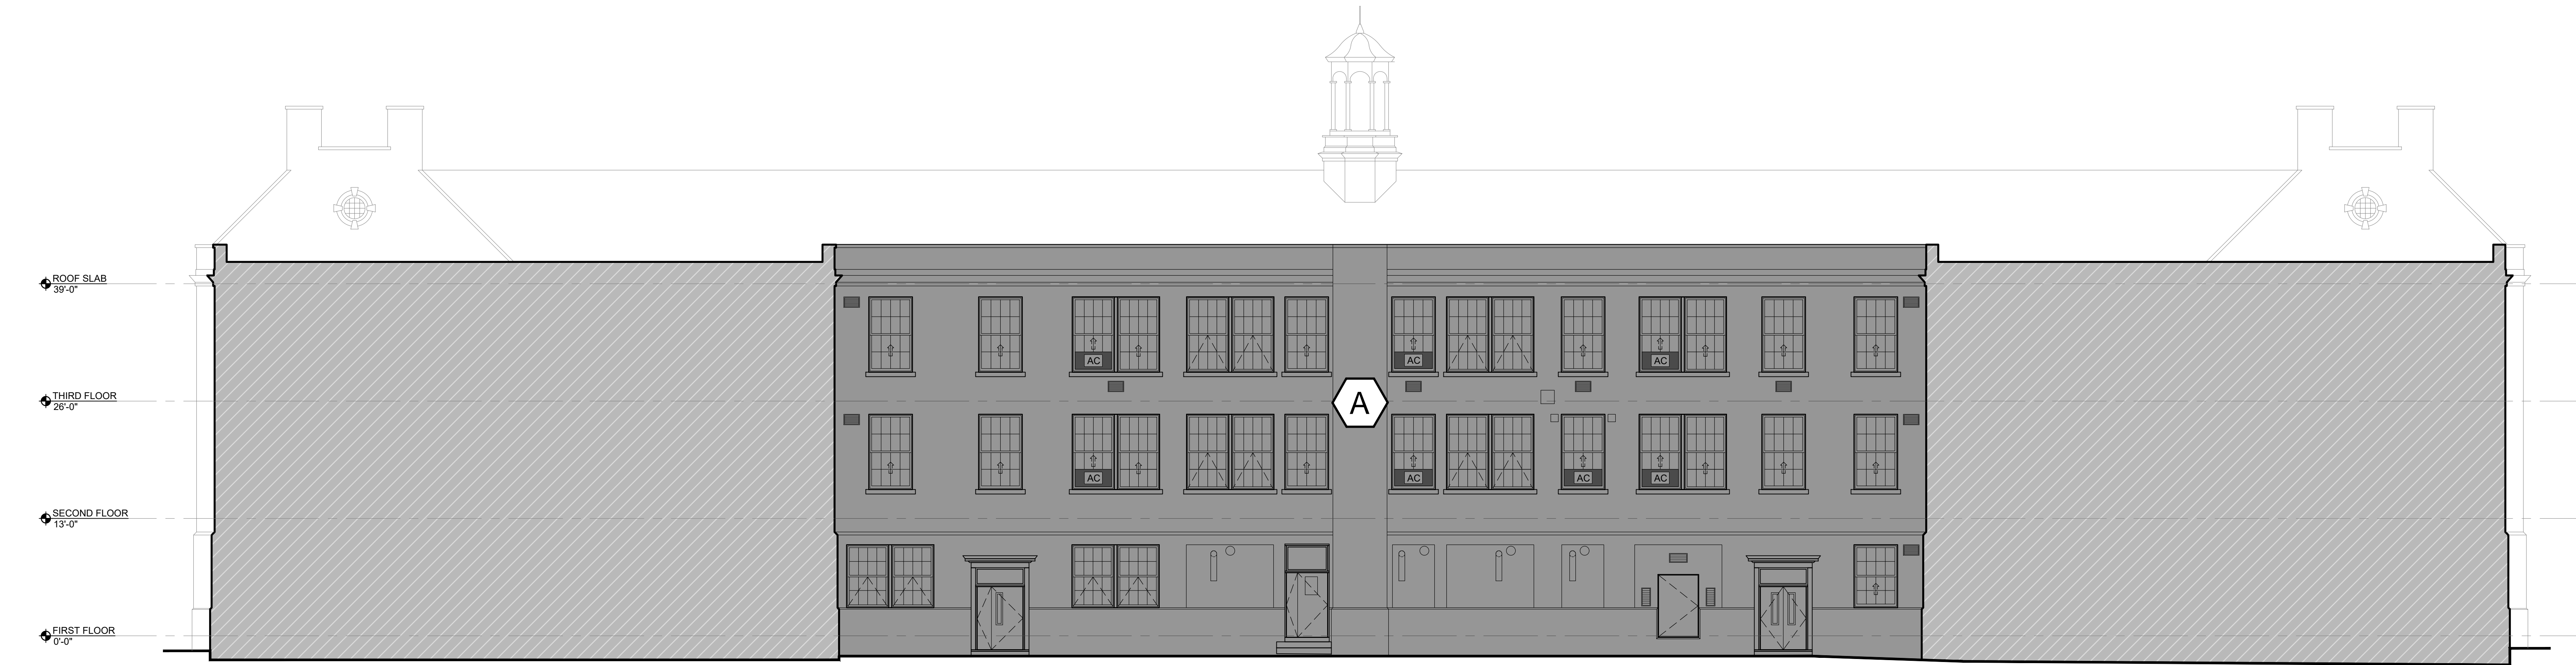 ROOF SLAB
39'-0"
AC
AC
AC
THIRD FLOOR
26'-0"
A
AC
AC
AC
AC
SECOND FLOOR
13'-0"
FIRST FLOOR
0'-0"